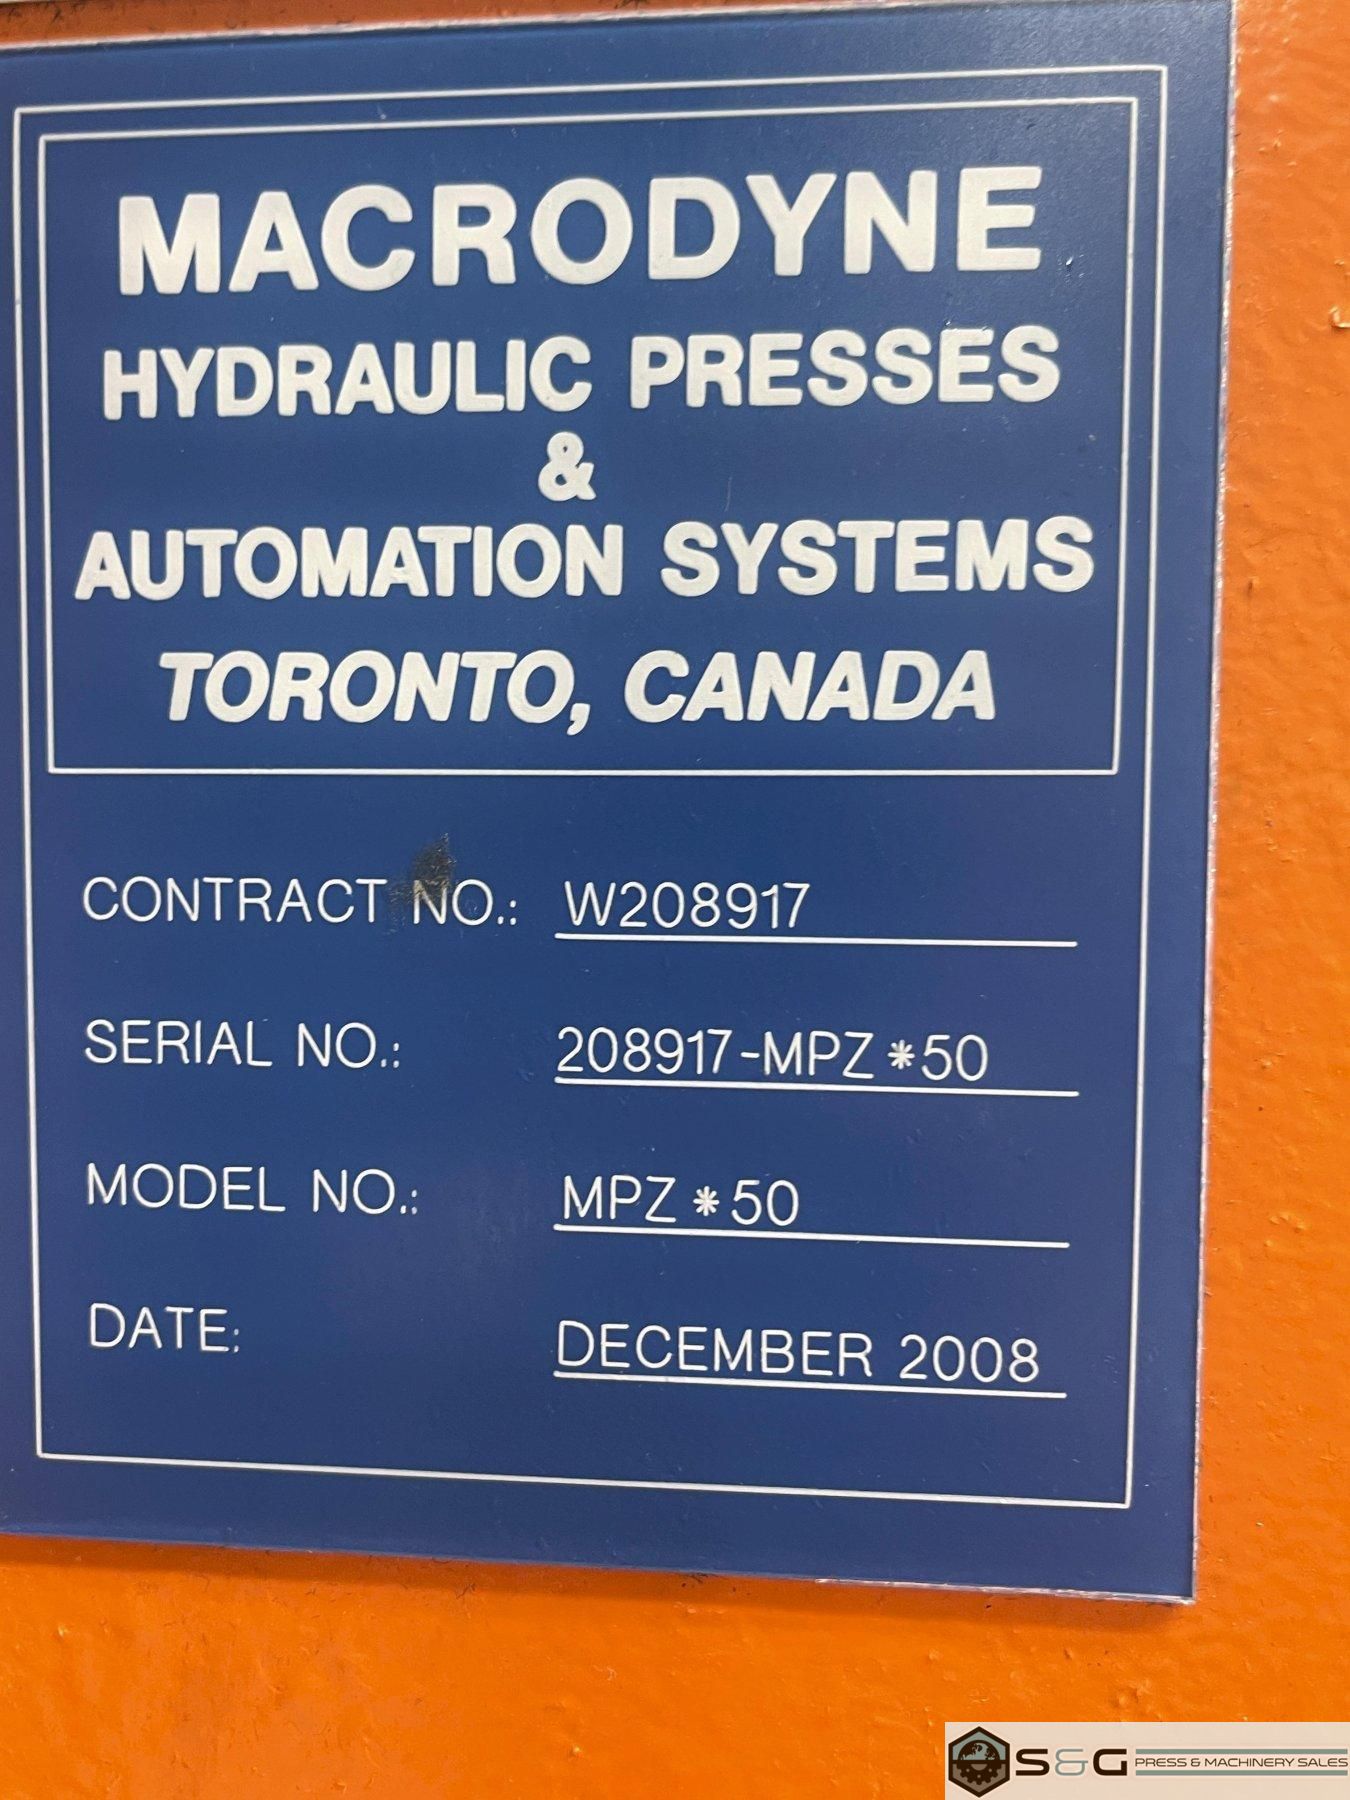 MACRODYNE
HYDRAULIC PRESSES
&
AUTOMATION SYSTEMS
TORONTO, CANADA
CONTRACT NO.: W208917
SERIAL NO.: 208917-MPZ*50
MODEL NO.: MPZ*50
DATE: DECEMBER 2008
S&G PRESS & MACHINERY SALES